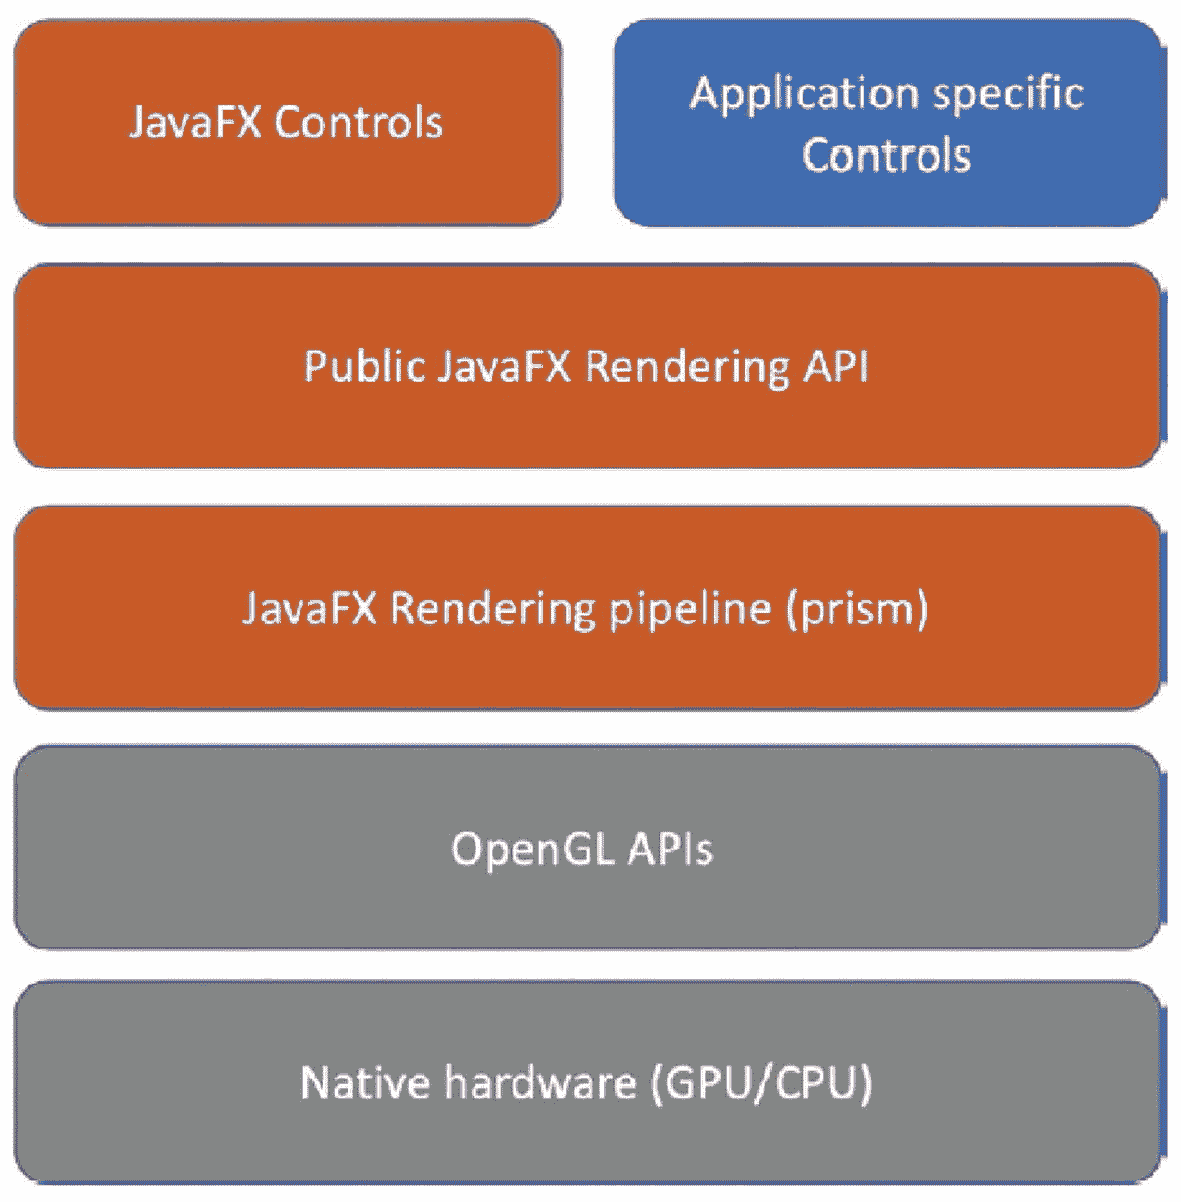 JavaFX Controls
Application specific
Controls
Public JavaFX Rendering API
JavaFX Rendering pipeline (prism)
OpenGL APIs
Native hardware (GPU/CPU)